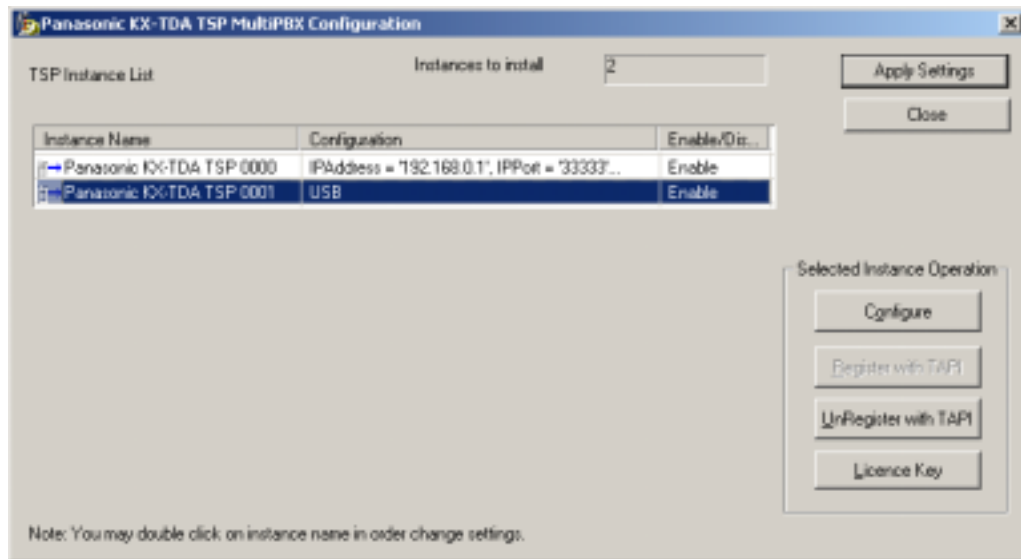 Panasonic KX-TDA TSP MultiPBX Configuration
TSP Instance List
Instances to install 2
Apply Settings
Close
Instance Name Configuration Enable/Dis...
Panasonic KX-TDA TSP 0000 IPAddress = "192.168.0.1", IPPort = '33333'... Enable
Panasonic KX-TDA TSP 0001 USB Enable
Selected Instance Operation
Configure
Register with TAPI
UnRegister with TAPI
Licence Key
Note: You may double click on instance name in order change settings.